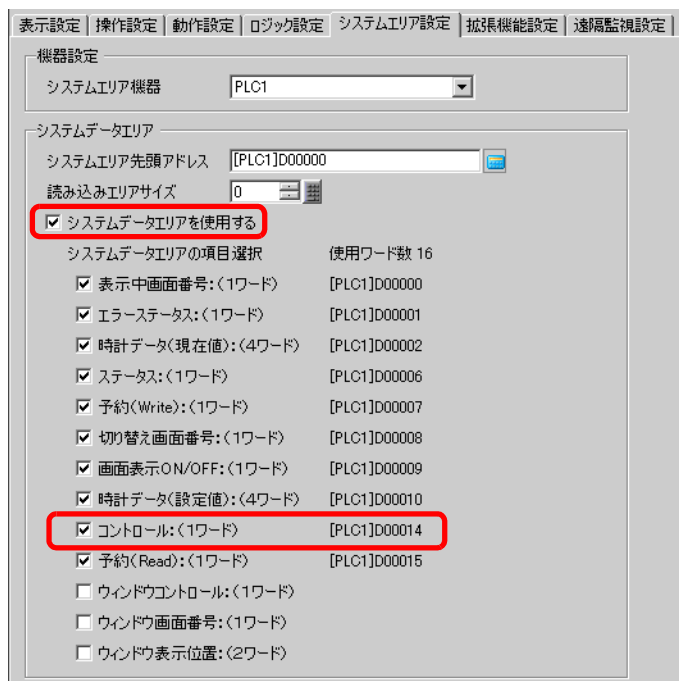 表示設定 操作設定 動作設定 ロジック設定 システムエリア設定 拡張機能設定 遠隔監視設定
機器設定
システムエリア機器 PLC1
システムデータエリア
システムエリア先頭アドレス [PLC1]D00000
読み込みエリアサイズ 0
システムデータエリアを使用する
システムデータエリアの項目選択 使用ワード数 16
表示中画面番号:(1ワード) [PLC1]D00000
エラーステータス:(1ワード) [PLC1]D00001
時計データ(現在値):(4ワード) [PLC1]D00002
ステータス:(1ワード) [PLC1]D00006
予約(Write):(1ワード) [PLC1]D00007
切り替え画面番号:(1ワード) [PLC1]D00008
画面表示ON/OFF:(1ワード) [PLC1]D00009
時計データ(設定値):(4ワード) [PLC1]D00010
コントロール:(1ワード) [PLC1]D00014
予約(Read):(1ワード) [PLC1]D00015
ウィンドウコントロール:(1ワード)
ウィンドウ画面番号:(1ワード)
ウィンドウ表示位置:(2ワード)